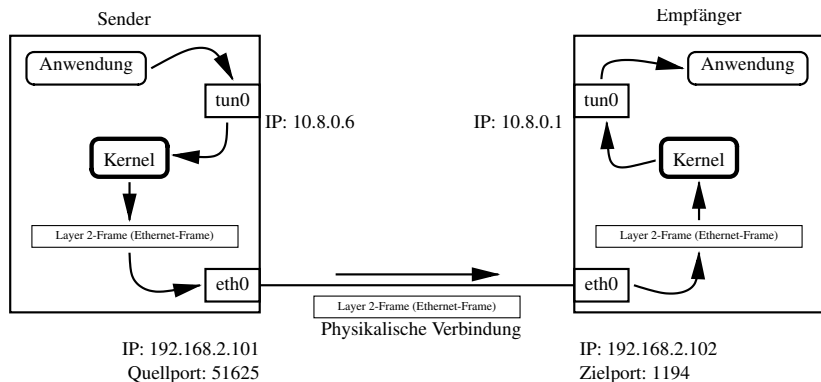 Sender
Empfänger
Anwendung
Anwendung
tun0
tun0
IP: 10.8.0.6
IP: 10.8.0.1
Kernel
Kernel
Layer 2-Frame (Ethernet-Frame)
Layer 2-Frame (Ethernet-Frame)
eth0
eth0
Layer 2-Frame (Ethernet-Frame)
Physikalische Verbindung
IP: 192.168.2.101
Quellport: 51625
IP: 192.168.2.102
Zielport: 1194